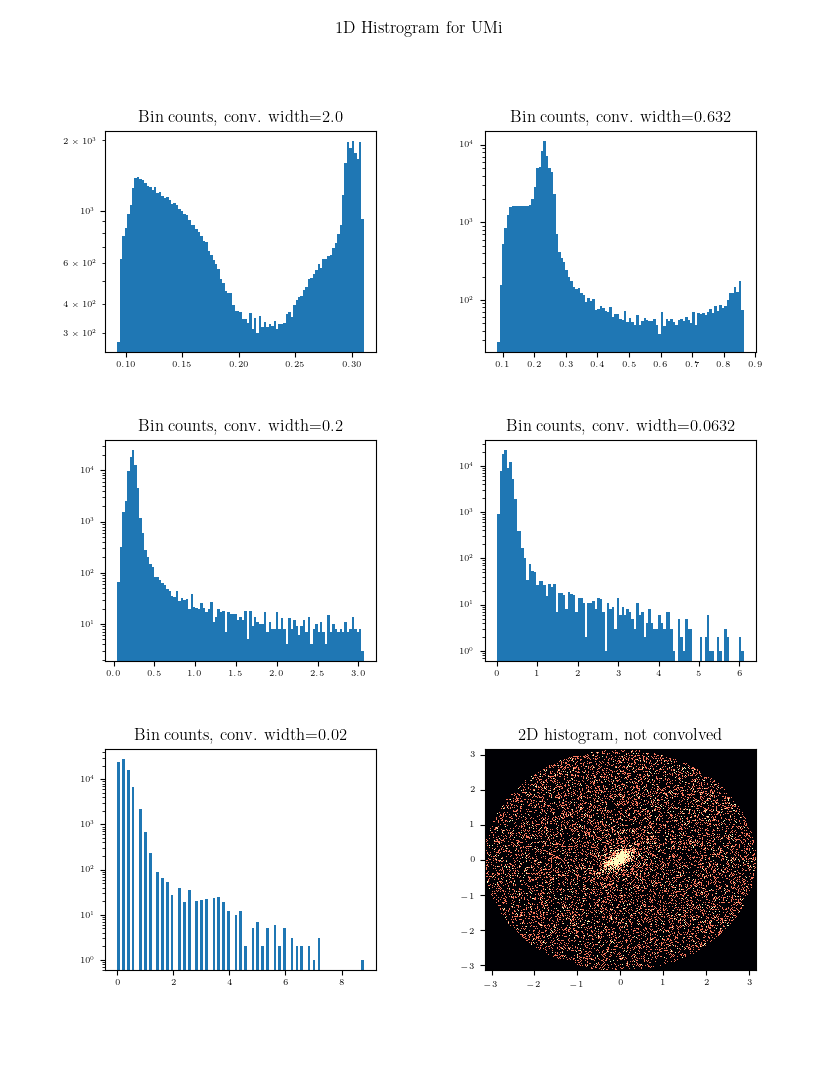 1D Histrogram for UMi
Bin counts, conv. width=2.0
2 × 10³
10³
6 × 10²
4 × 10²
3 × 10²
0.10 0.15 0.20 0.25 0.30
Bin counts, conv. width=0.632
10⁴
10³
10²
0.1 0.2 0.3 0.4 0.5 0.6 0.7 0.8 0.9
Bin counts, conv. width=0.2
10⁴
10³
10²
10¹
0.0 0.5 1.0 1.5 2.0 2.5 3.0
Bin counts, conv. width=0.0632
10⁴
10³
10²
10¹
10⁰
0 1 2 3 4 5 6
Bin counts, conv. width=0.02
10⁴
10³
10²
10¹
10⁰
0 2 4 6 8
2D histogram, not convolved
3
2
1
0
−1
−2
−3
−3 −2 −1 0 1 2 3